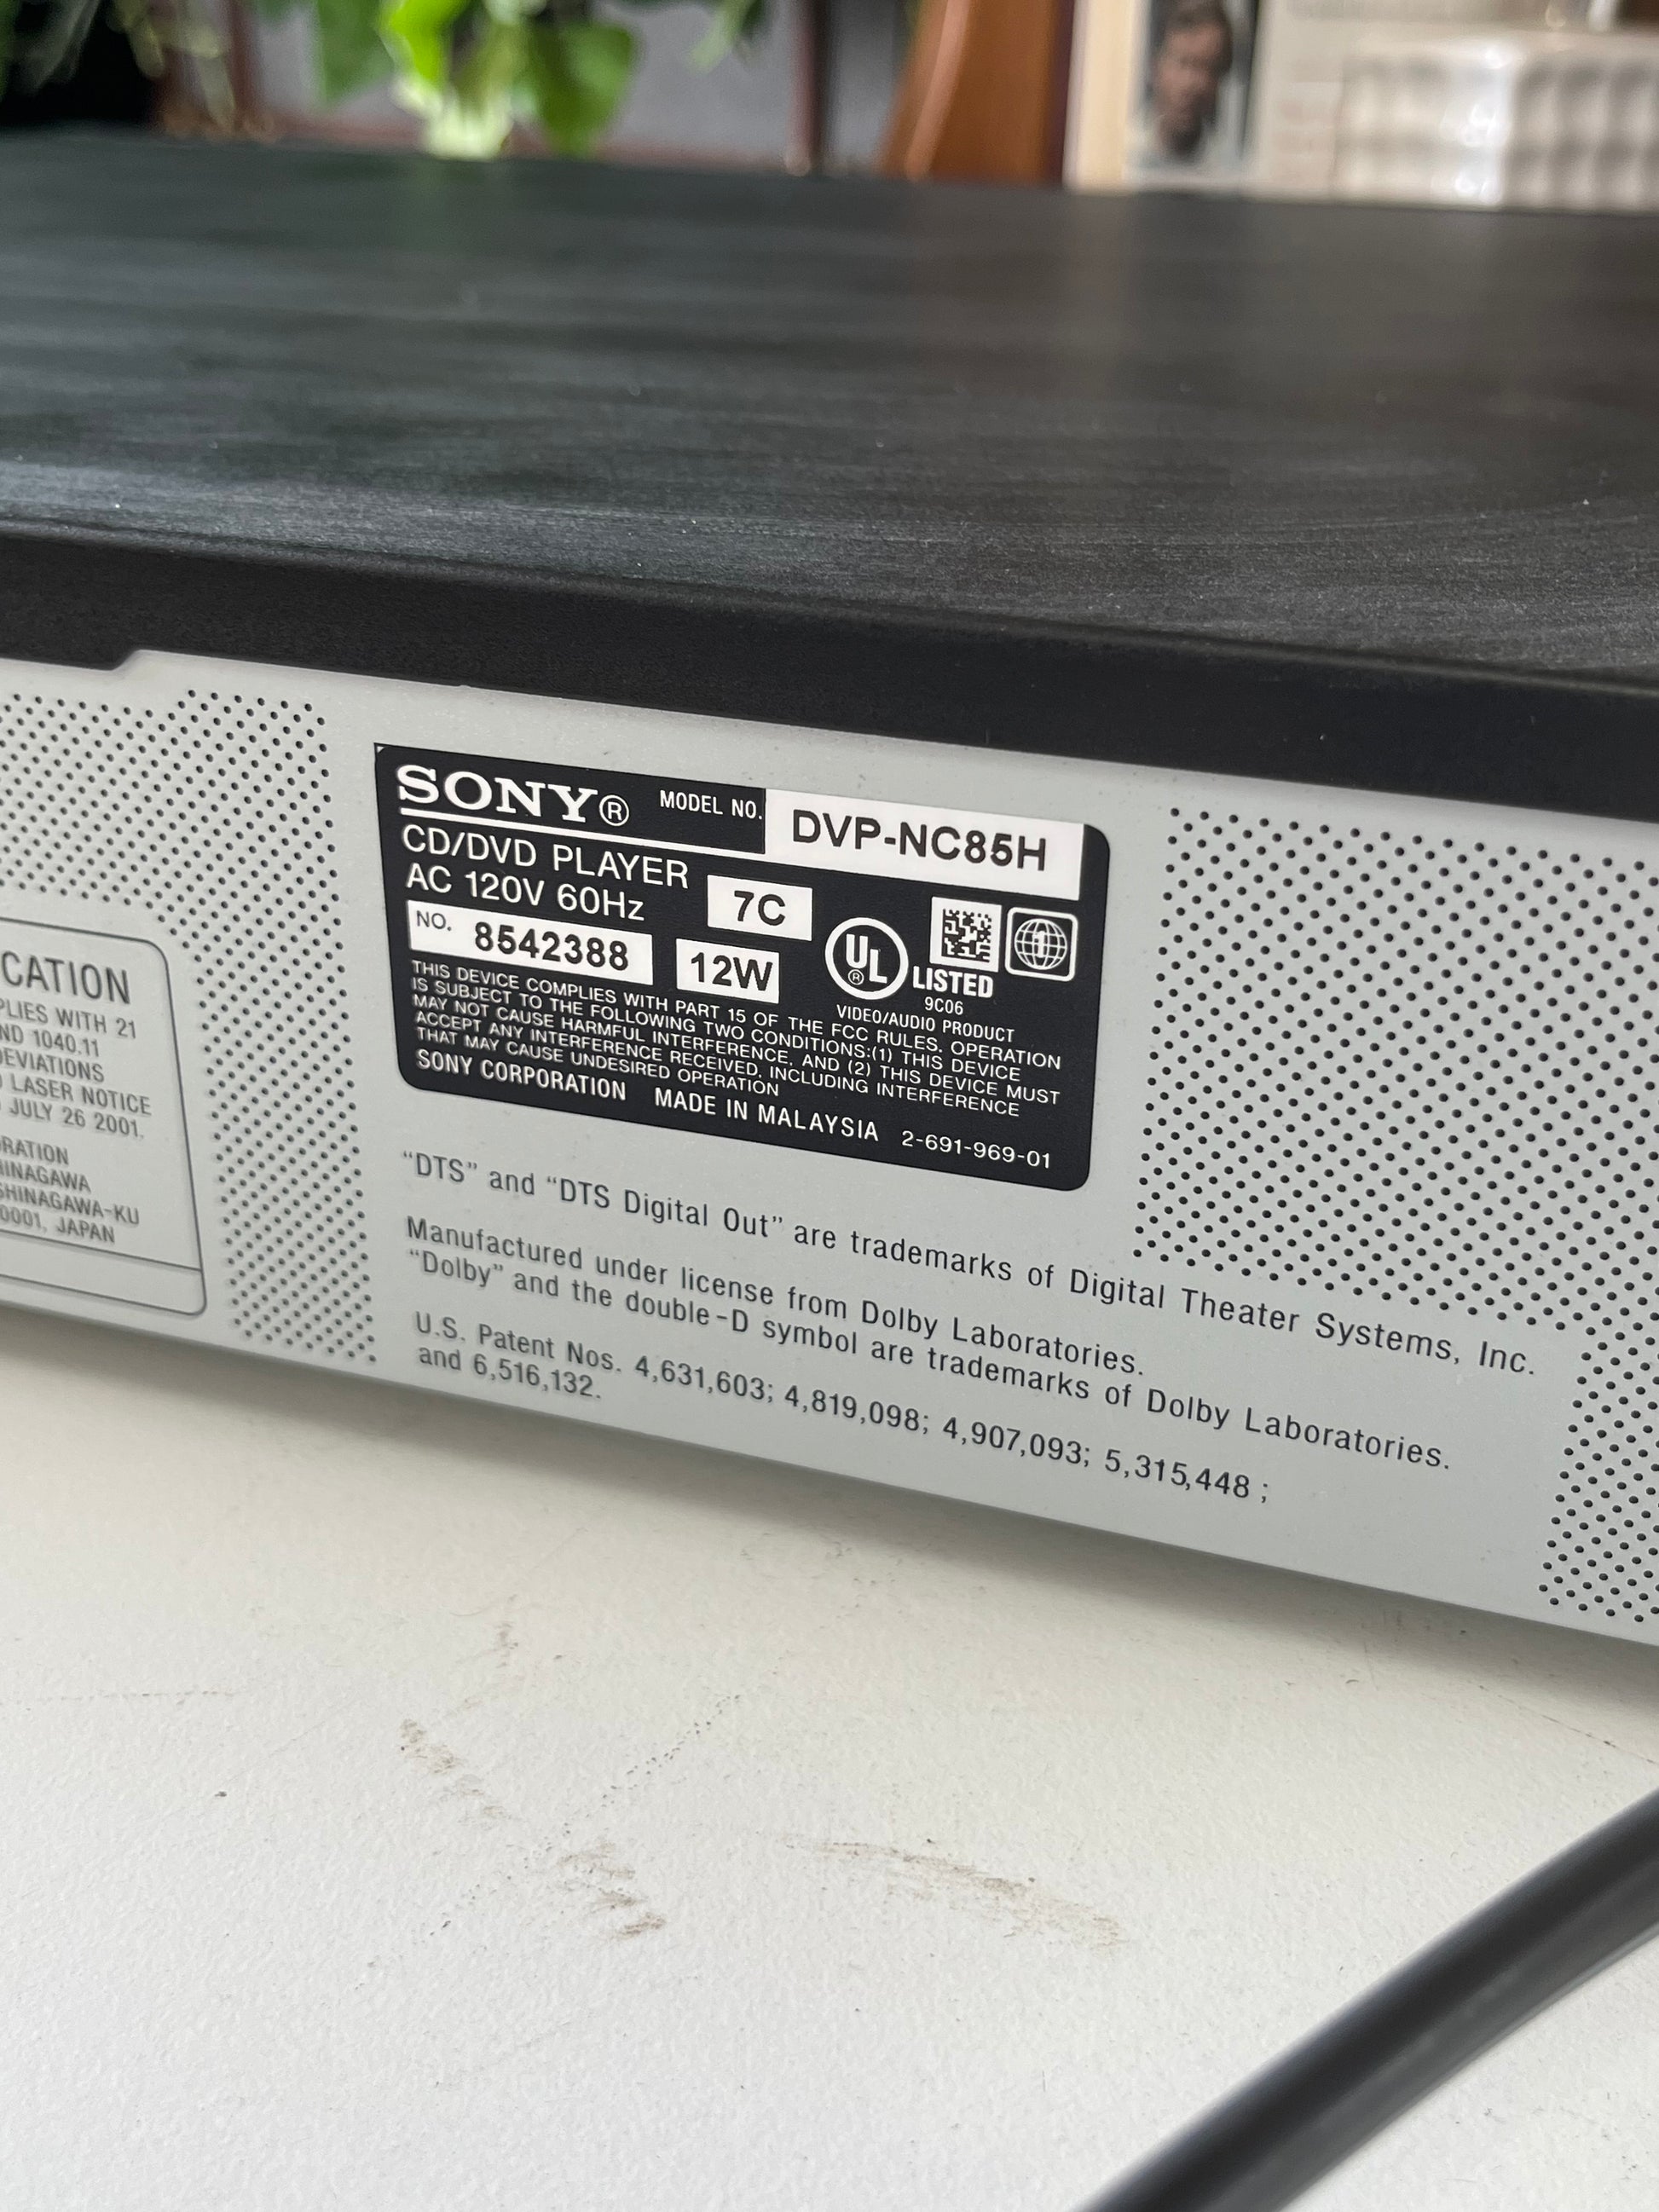 CATION
PLIES WITH 21
ND 1040.11
DEVIATIONS
LASER NOTICE
JULY 26 2001.
RATION
HINAGAWA
SHINAGAWA-KU
0001, JAPAN
SONY® MODEL NO. DVP-NC85H
CD/DVD PLAYER
AC 120V 60Hz 7C
NO. 8542388 12W
UL ® LISTED
9C06
VIDEO/AUDIO PRODUCT
THIS DEVICE COMPLIES WITH PART 15 OF THE FCC RULES. OPERATION
IS SUBJECT TO THE FOLLOWING TWO CONDITIONS:(1) THIS DEVICE
MAY NOT CAUSE HARMFUL INTERFERENCE, AND (2) THIS DEVICE MUST
ACCEPT ANY INTERFERENCE RECEIVED, INCLUDING INTERFERENCE
THAT MAY CAUSE UNDESIRED OPERATION
SONY CORPORATION MADE IN MALAYSIA 2-691-969-01
“DTS” and “DTS Digital Out” are trademarks of Digital Theater Systems, Inc.
Manufactured under license from Dolby Laboratories.
“Dolby” and the double-D symbol are trademarks of Dolby Laboratories.
U.S. Patent Nos. 4,631,603; 4,819,098; 4,907,093; 5,315,448 ;
and 6,516,132.